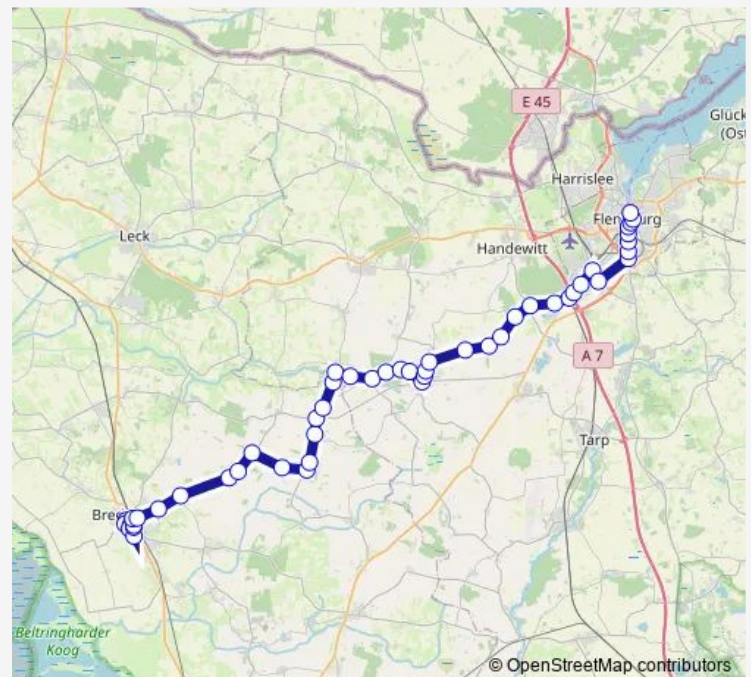 E 45
Glück
(Ost
Harrislee
Flensburg
Leck
Handewitt
A 7
Tarp
Bre
Beltringharder
Koog
© OpenStreetMap contributors